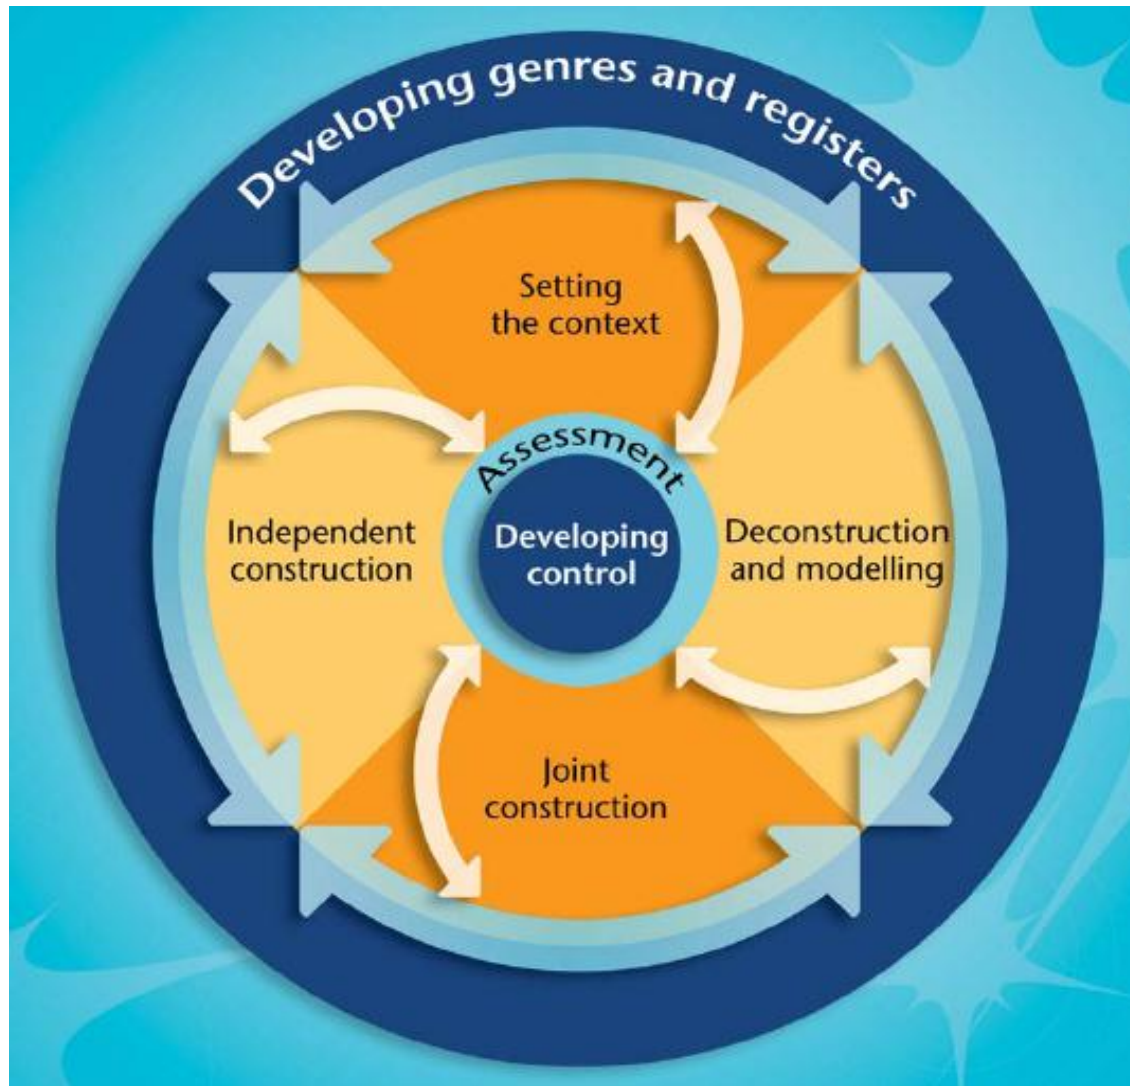 Developing genres and registers
Setting
the context
Assessment
Developing
control
Independent
construction
Deconstruction
and modelling
Joint
construction